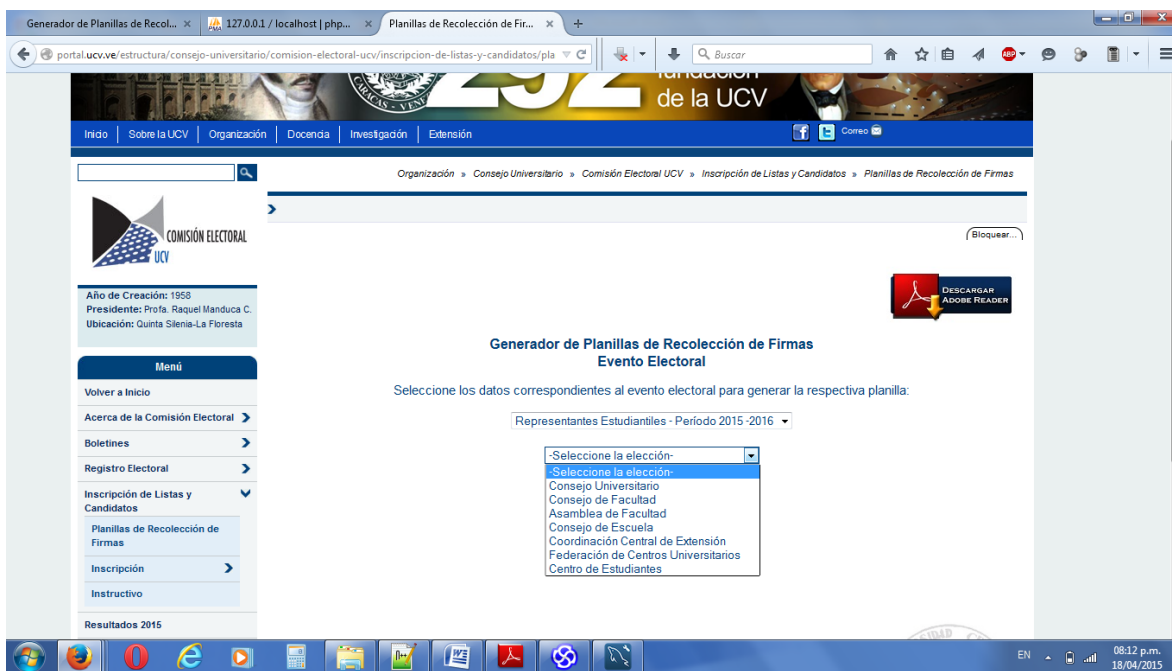 Generador de Planillas de Recol...
127.0.0.1 / localhost | php...
Planillas de Recolección de Fir...
portal.ucv.ve/estructura/consejo-universitario/comision-electoral-ucv/inscripcion-de-listas-y-candidatos/pla
Buscar
ABP
292
fundación
de la UCV
CARACAS - VENE
Inicio
Sobre la UCV
Organización
Docencia
Investigación
Extensión
Correo
Organización » Consejo Universitario » Comisión Electoral UCV » Inscripción de Listas y Candidatos » Planillas de Recolección de Firmas
COMISIÓN ELECTORAL
UCV
Bloquear...
Año de Creación: 1958
Presidente: Profa. Raquel Manduca C.
Ubicación: Quinta Silenia-La Floresta
DESCARGAR
ADOBE READER
Generador de Planillas de Recolección de Firmas
Evento Electoral
Seleccione los datos correspondientes al evento electoral para generar la respectiva planilla:
Representantes Estudiantiles - Período 2015 -2016
-Seleccione la elección-
-Seleccione la elección-
Consejo Universitario
Consejo de Facultad
Asamblea de Facultad
Consejo de Escuela
Coordinación Central de Extensión
Federación de Centros Universitarios
Centro de Estudiantes
Menú
Volver a Inicio
Acerca de la Comisión Electoral
Boletines
Registro Electoral
Inscripción de Listas y
Candidatos
Planillas de Recolección de
Firmas
Inscripción
Instructivo
Resultados 2015
EN
08:12 p.m.
18/04/2015